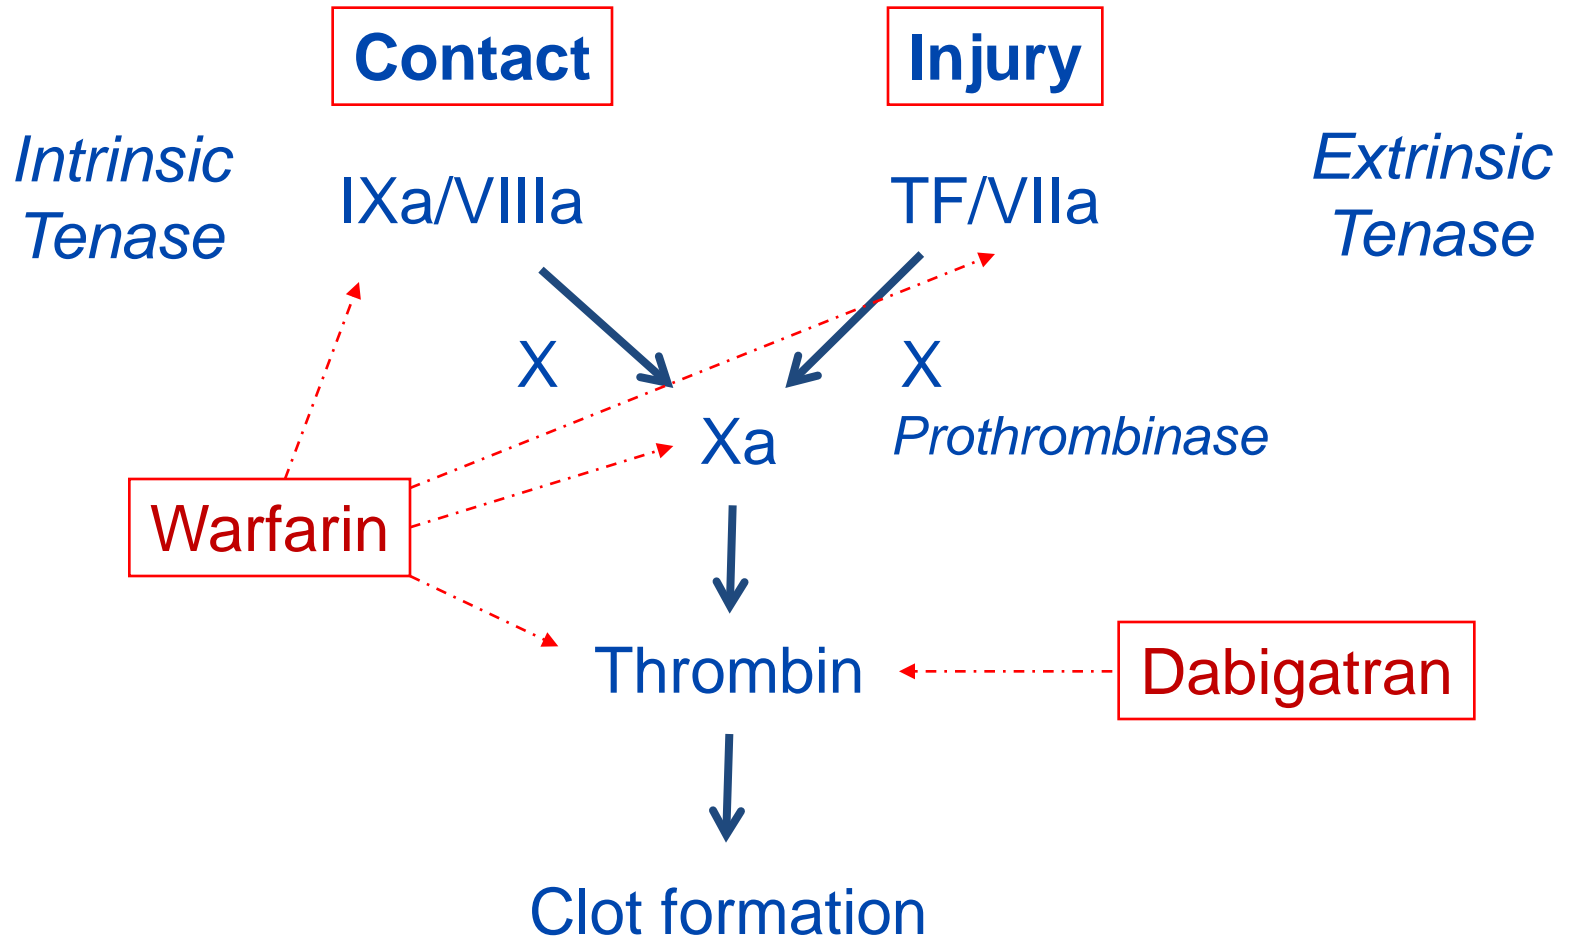 Contact
Injury
Intrinsic
Tenase
IXa/VIIIa
TF/VIIa
Extrinsic
Tenase
X
X
Xa
Prothrombinase
Warfarin
Thrombin
Dabigatran
Clot formation